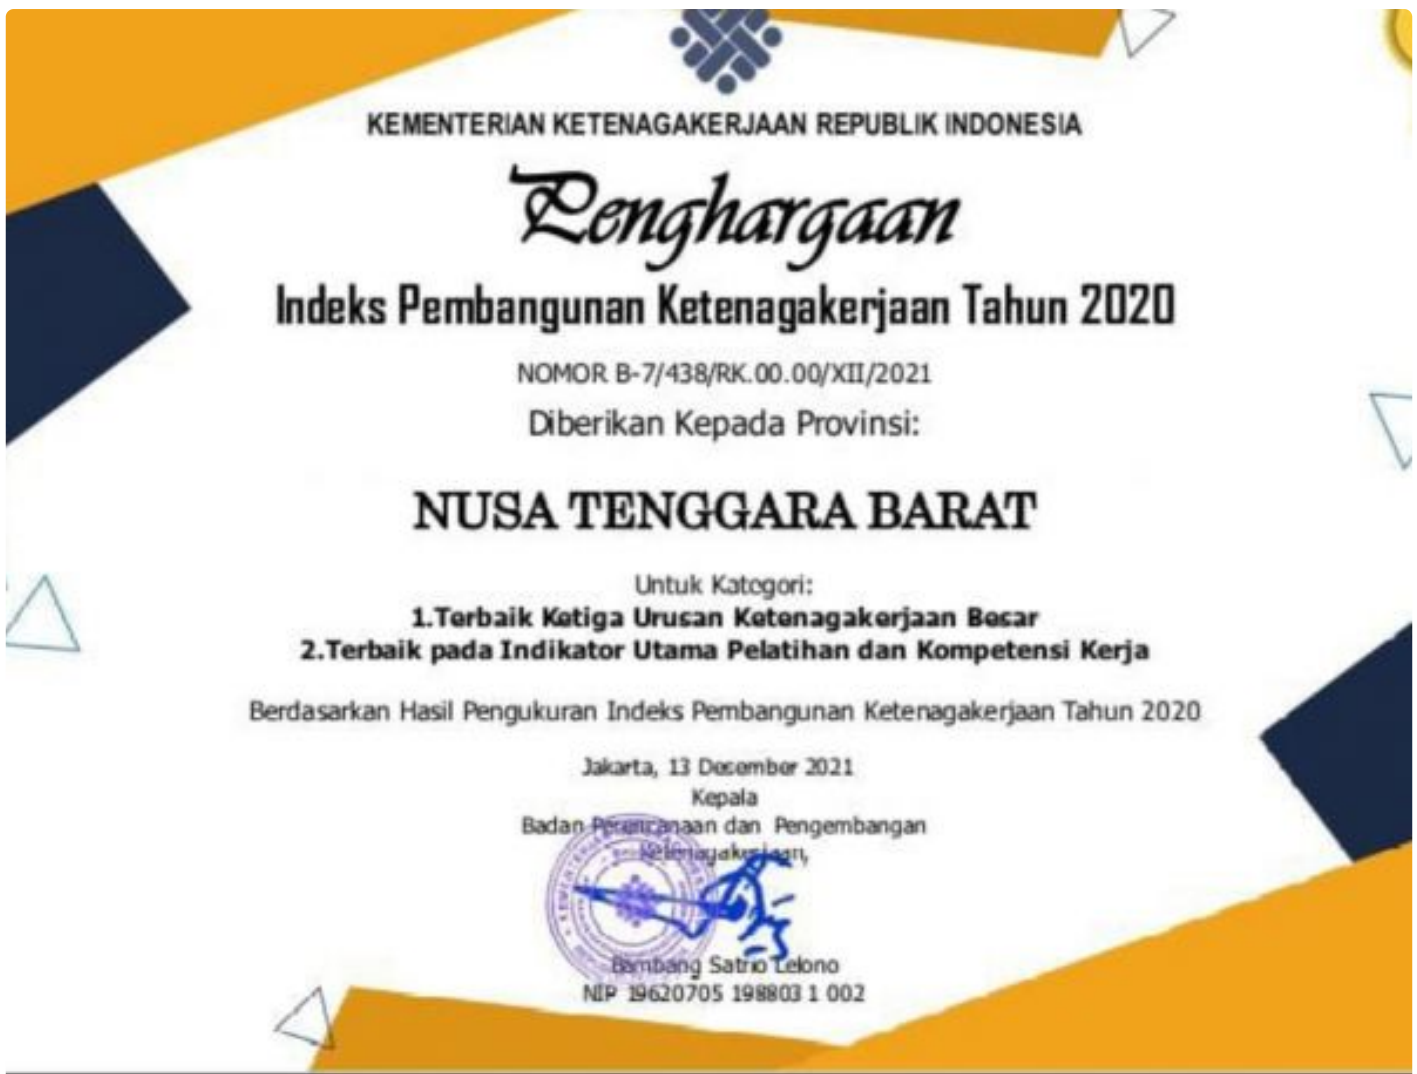 KEMENTERIAN KETENAGAKERJAAN REPUBLIK INDONESIA
Penghargaan
Indeks Pembangunan Ketenagakerjaan Tahun 2020
NOMOR B-7/438/RK.00.00/XII/2021
Diberikan Kepada Provinsi:
NUSA TENGGARA BARAT
Untuk Kategori:
1.Terbaik Ketiga Urusan Ketenagakerjaan Besar
2.Terbaik pada Indikator Utama Pelatihan dan Kompetensi Kerja
Berdasarkan Hasil Pengukuran Indeks Pembangunan Ketenagakerjaan Tahun 2020
Jakarta, 13 Desember 2021
Kepala
Badan Perencanaan dan Pengembangan
Ketenagakerjaan,
Bambang Satrio Lelono
NIP 19620705 198803 1 002